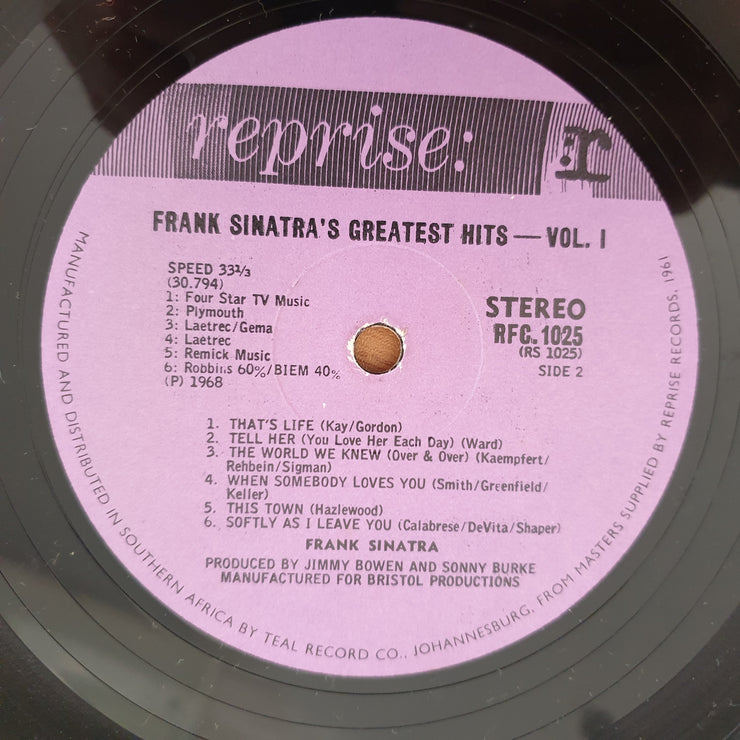 reprise:
:r
FRANK SINATRA'S GREATEST HITS — VOL. I
SPEED 33⅓
(30.794)
1: Four Star TV Music
2: Plymouth
3: Laetrec/Gema
4: Laetrec
5: Remick Music
6: Robbins 60%/BIEM 40%
(P) 1968
STEREO
RFC. 1025
(RS 1025)
SIDE 2
1. THAT'S LIFE (Kay/Gordon)
2. TELL HER (You Love Her Each Day) (Ward)
3. THE WORLD WE KNEW (Over & Over) (Kaempfert/
Rehbein/Sigman)
4. WHEN SOMEBODY LOVES YOU (Smith/Greenfield/
Keller)
5. THIS TOWN (Hazlewood)
6. SOFTLY AS I LEAVE YOU (Calabrese/DeVita/Shaper)
FRANK SINATRA
PRODUCED BY JIMMY BOWEN AND SONNY BURKE
MANUFACTURED FOR BRISTOL PRODUCTIONS
MANUFACTURED AND DISTRIBUTED IN SOUTHERN AFRICA BY TEAL RECORD CO., JOHANNESBURG, FROM MASTERS SUPPLIED BY REPRISE RECORDS, 1961